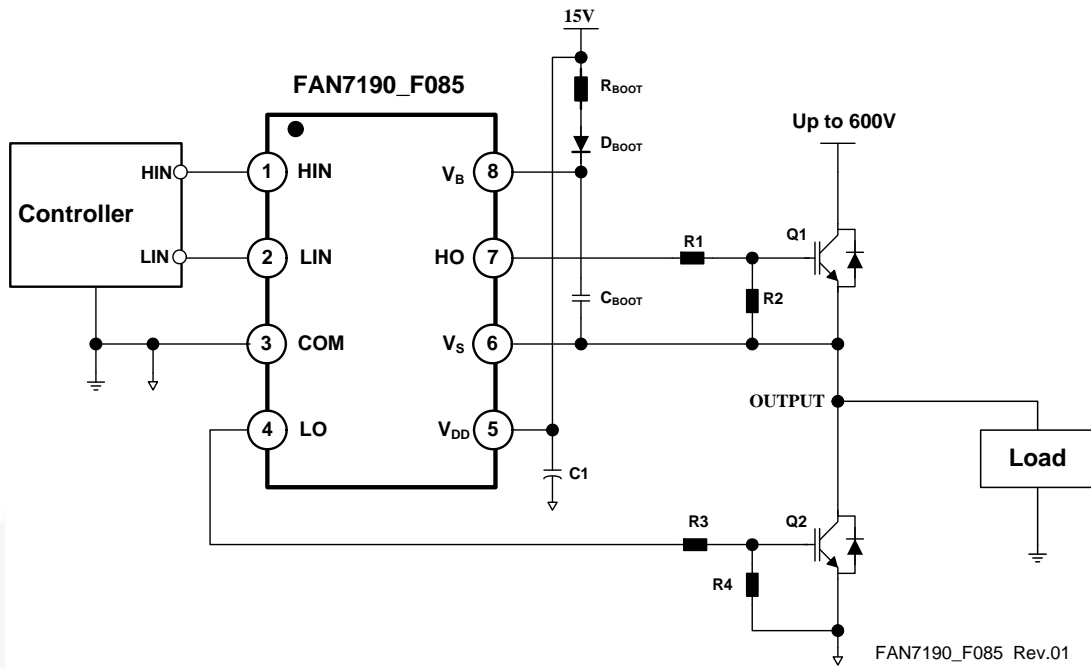 15V
FAN7190_F085
RBOOT
Up to 600V
DBOOT
HIN
1
HIN
VB
8
Controller
R1
Q1
LIN
2
LIN
HO
7
R2
CBOOT
3
COM
VS
6
OUTPUT
4
LO
VDD
5
Load
C1
R3
Q2
R4
FAN7190_F085 Rev.01